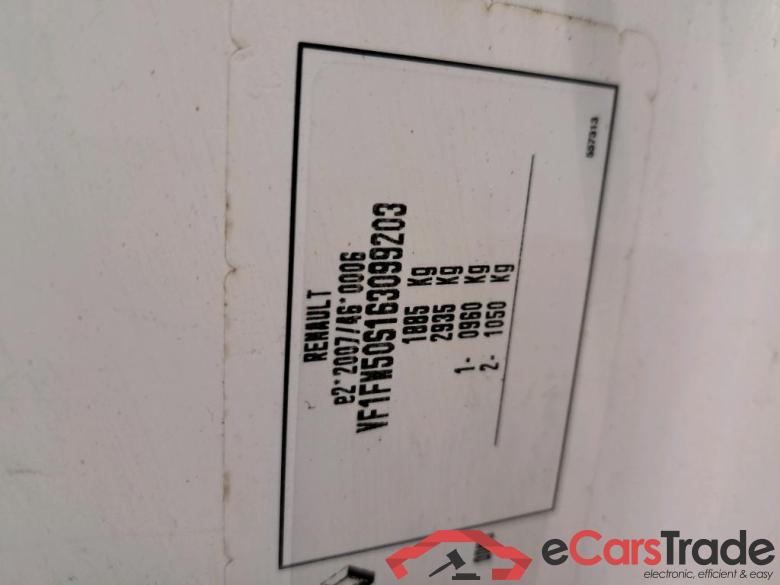 RENAULT
e2*2007/46*0006
VF1FW50S163099203
1885 Kg
2935 Kg
1- 0960 Kg
2- 1050 Kg
557313
eCarsTrade
electronic, efficient & easy